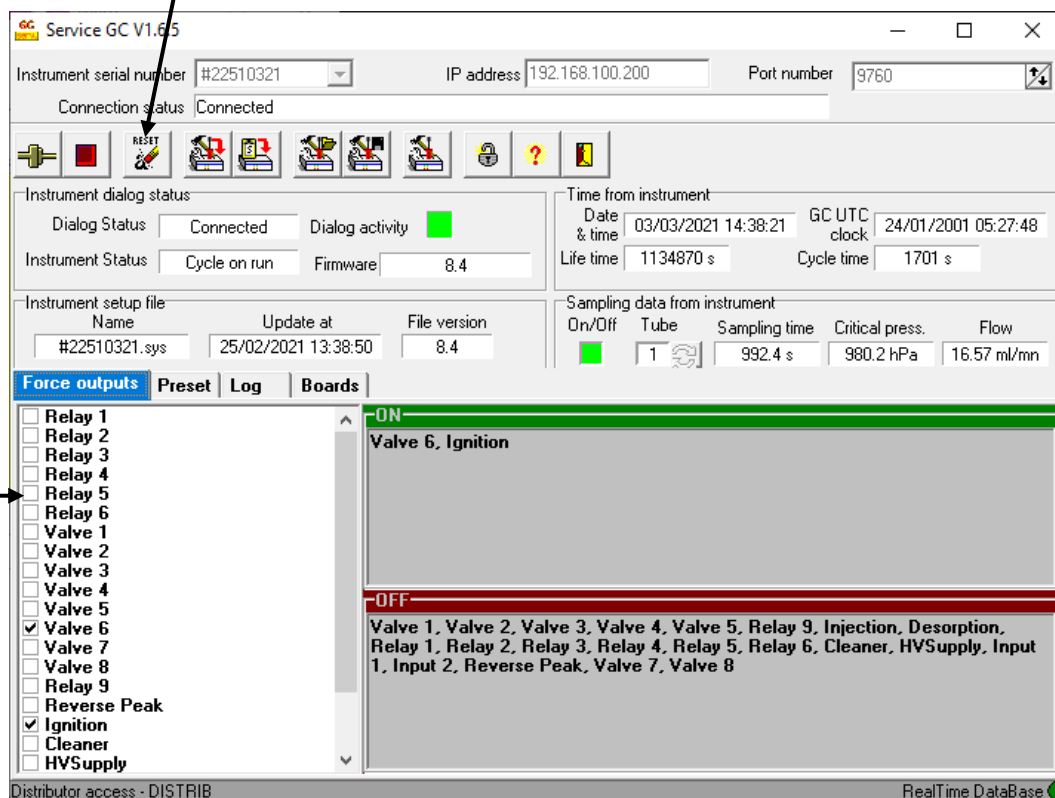 Service GC V1.6.5
Instrument serial number #22510321 IP address 192.168.100.200 Port number 9760
Connection status Connected
RESET
Instrument dialog status
Dialog Status Connected Dialog activity
Instrument Status Cycle on run Firmware 8.4
Time from instrument
Date & time 03/03/2021 14:38:21 GC UTC clock 24/01/2001 05:27:48
Life time 1134870 s Cycle time 1701 s
Instrument setup file
Name Update at File version
#22510321.sys 25/02/2021 13:38:50 8.4
Sampling data from instrument
On/Off Tube Sampling time Critical press. Flow
1 992.4 s 980.2 hPa 16.57 ml/mn
Force outputs Preset Log Boards
Relay 1
Relay 2
Relay 3
Relay 4
Relay 5
Relay 6
Valve 1
Valve 2
Valve 3
Valve 4
Valve 5
Valve 6
Valve 7
Valve 8
Relay 9
Reverse Peak
Ignition
Cleaner
HVSupply
ON
Valve 6, Ignition
OFF
Valve 1, Valve 2, Valve 3, Valve 4, Valve 5, Relay 9, Injection, Desorption,
Relay 1, Relay 2, Relay 3, Relay 4, Relay 5, Relay 6, Cleaner, HVSupply, Input
1, Input 2, Reverse Peak, Valve 7, Valve 8
Distributor access - DISTRIB RealTime DataBase